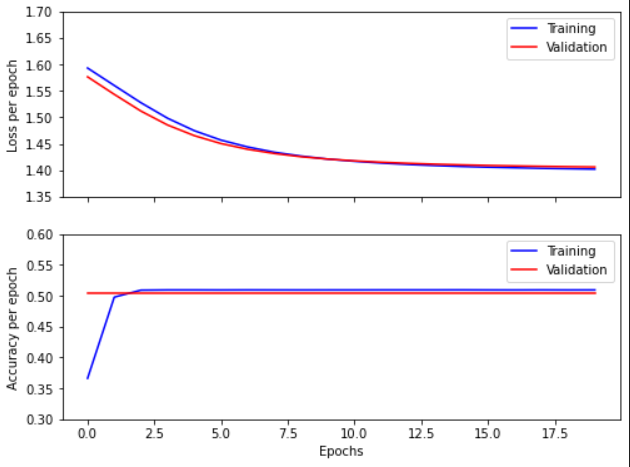 1.70
1.65
1.60
1.55
1.50
1.45
1.40
1.35
Loss per epoch
Training
Validation
0.60
0.55
0.50
0.45
0.40
0.35
0.30
Accuracy per epoch
Training
Validation
0.0 2.5 5.0 7.5 10.0 12.5 15.0 17.5
Epochs